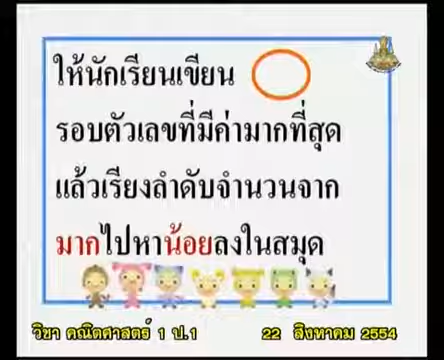 ให้นักเรียนเขียน
รอบตัวเลขที่มีค่ามากที่สุด
แล้วเรียงลำดับจำนวนจาก
มากไปหาน้อยลงในสมุด
วิชา คณิตศาสตร์ 1 ป.1 22 สิงหาคม 2554